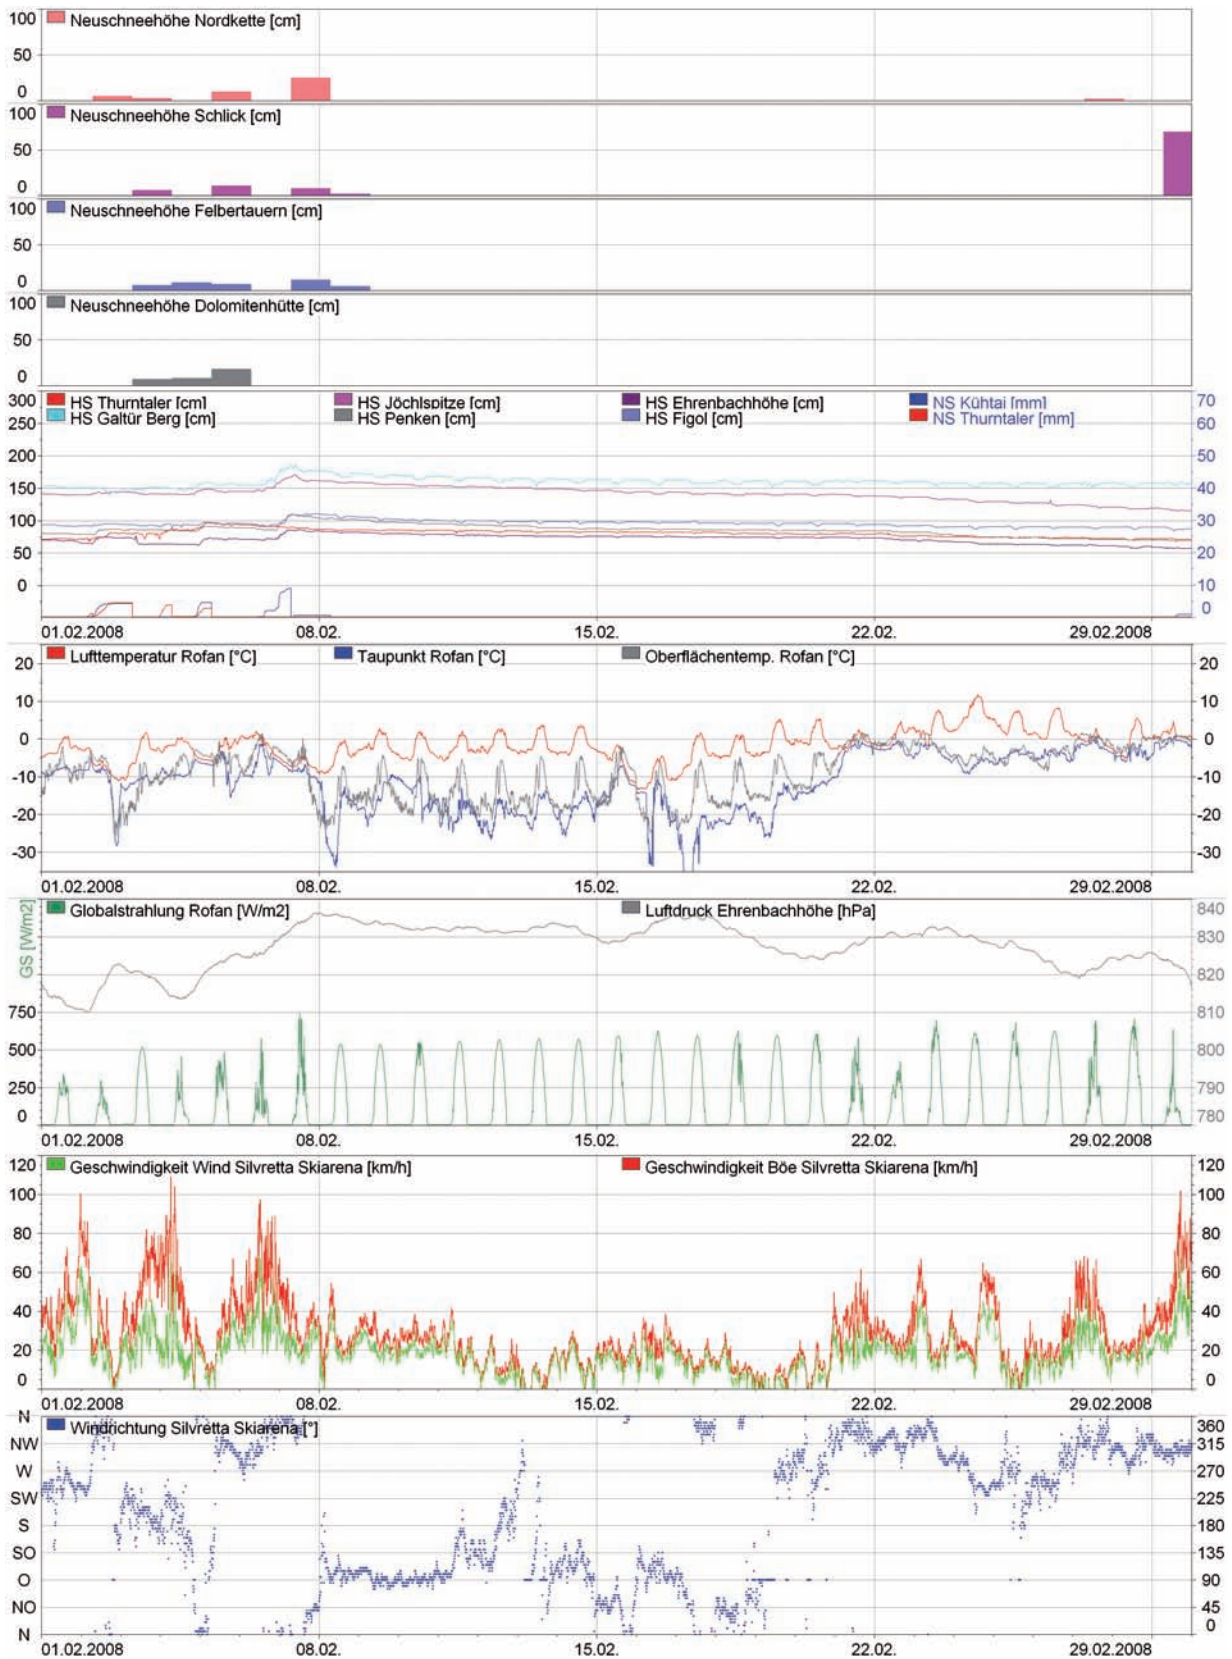 100
Neuschneehöhe Nordkette [cm]
50
0
100
Neuschneehöhe Schlick [cm]
50
0
100
Neuschneehöhe Felbertauern [cm]
50
0
100
Neuschneehöhe Dolomitenhütte [cm]
50
0
300 HS Thurntaler [cm] HS Jöchlspitze [cm] HS Ehrenbachhöhe [cm] NS Kühtai [mm] 70
250 HS Galtür Berg [cm] HS Penken [cm] HS Figol [cm] NS Thurntaler [mm] 60
200 50
150 40
100 30
50 20
0 10
0
01.02.2008 08.02. 15.02. 22.02. 29.02.2008
20 Lufttemperatur Rofan [°C] Taupunkt Rofan [°C] Oberflächentemp. Rofan [°C] 20
10 10
0 0
-10 -10
-20 -20
-30 -30
01.02.2008 08.02. 15.02. 22.02. 29.02.2008
GS [W/m2]
Globalstrahlung Rofan [W/m2] Luftdruck Ehrenbachhöhe [hPa] 840
830
820
750 810
500 800
250 790
0 780
01.02.2008 08.02. 15.02. 22.02. 29.02.2008
120 Geschwindigkeit Wind Silvretta Skiarena [km/h] Geschwindigkeit Böe Silvretta Skiarena [km/h] 120
100 100
80 80
60 60
40 40
20 20
0 0
01.02.2008 08.02. 15.02. 22.02. 29.02.2008
N Windrichtung Silvretta Skiarena [°] 360
NW 315
W 270
SW 225
S 180
SO 135
O 90
NO 45
N 0
01.02.2008 08.02. 15.02. 22.02. 29.02.2008